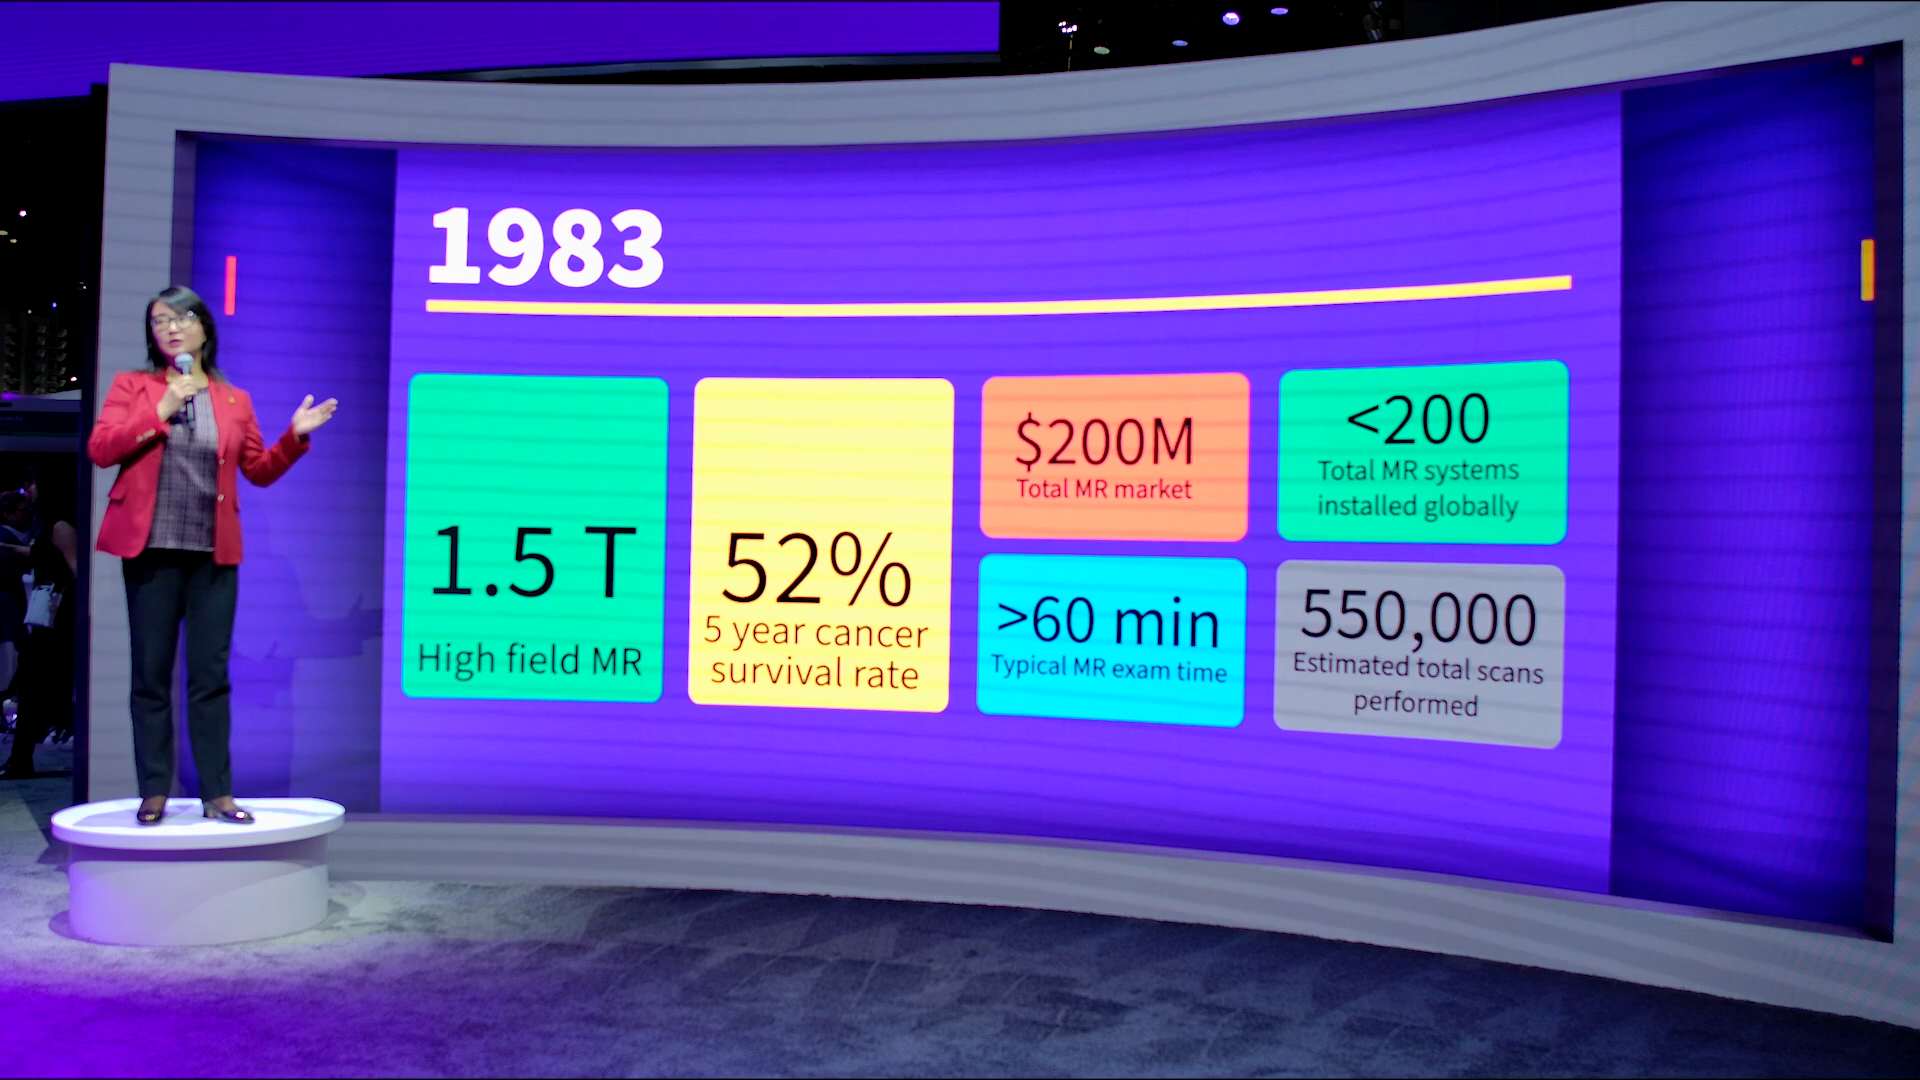 1983
1.5 T
High field MR
52%
5 year cancer
survival rate
$200M
Total MR market
<200
Total MR systems
installed globally
>60 min
Typical MR exam time
550,000
Estimated total scans
performed